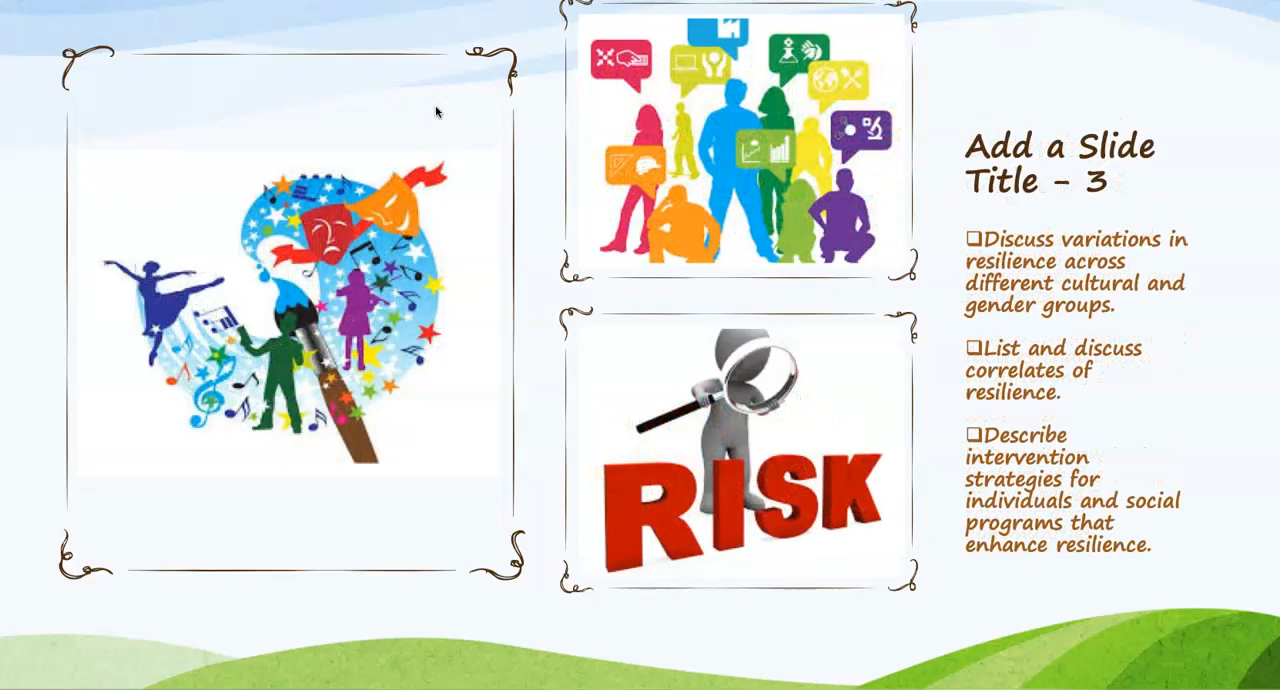 Add a Slide
Title - 3
❑Discuss variations in
resilience across
different cultural and
gender groups.
❑List and discuss
correlates of
resilience.
❑Describe
intervention
strategies for
individuals and social
programs that
enhance resilience.
RISK